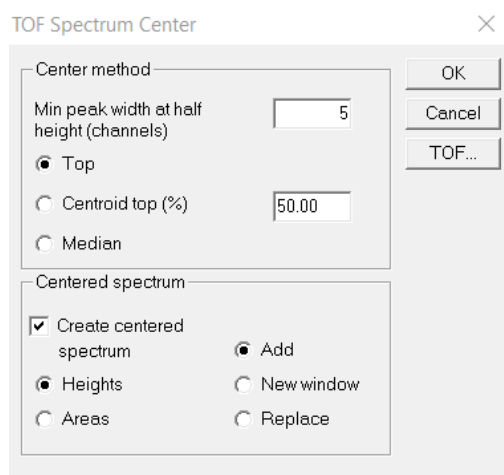 TOF Spectrum Center
Center method
OK
Min peak width at half
height (channels)
5
Cancel
Top
TOF...
Centroid top (%)
50.00
Median
Centered spectrum
Create centered
spectrum
Add
Heights
New window
Areas
Replace